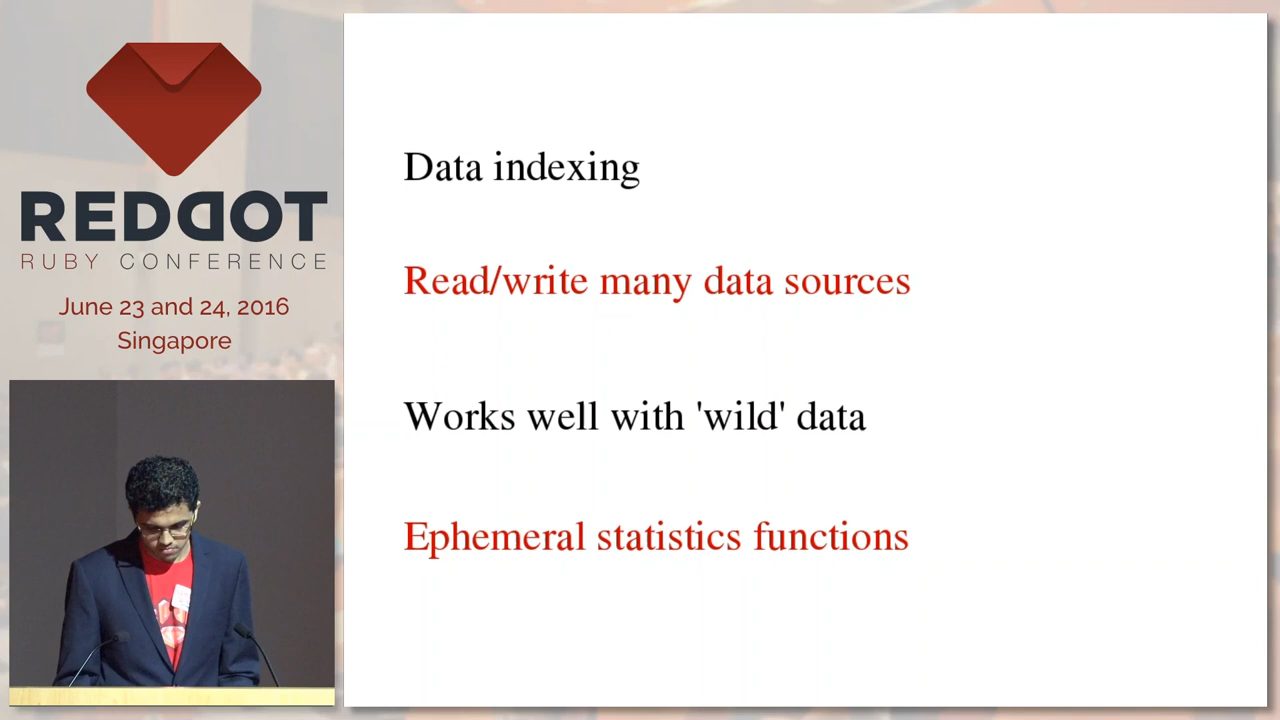 REDDOT
RUBY CONFERENCE
June 23 and 24, 2016
Singapore
Data indexing
Read/write many data sources
Works well with 'wild' data
Ephemeral statistics functions